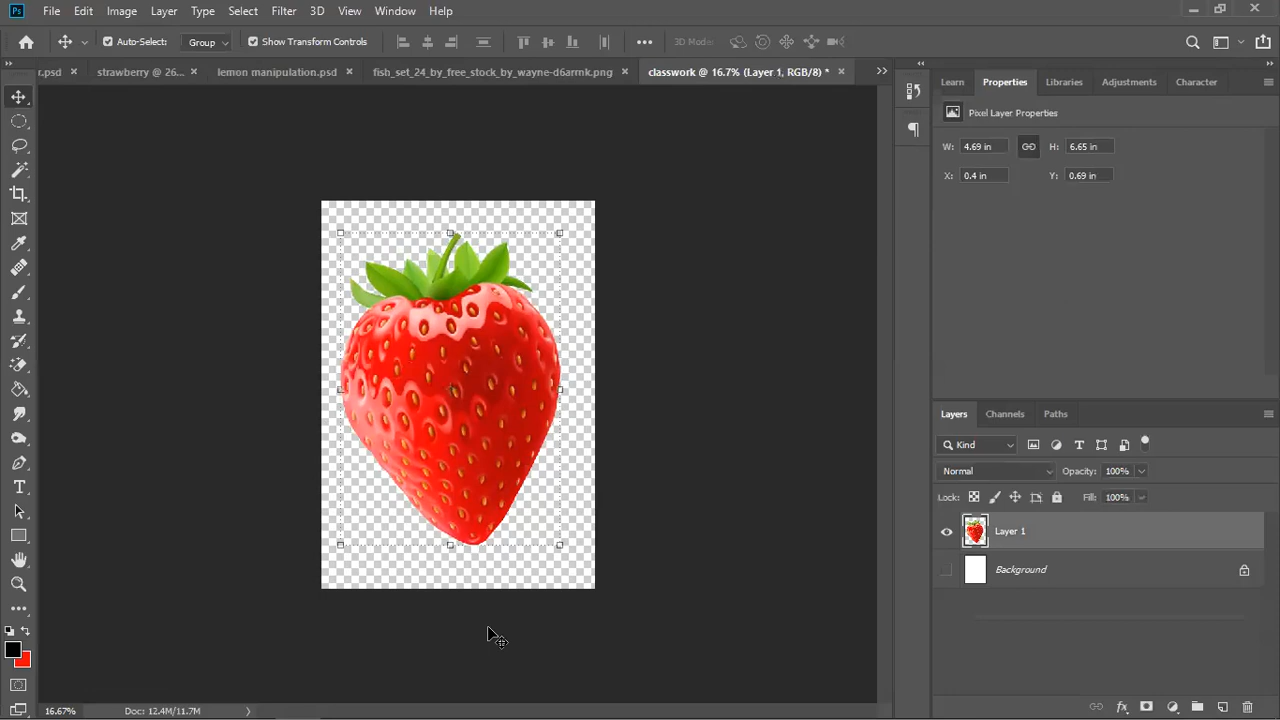 Ps File Edit Image Layer Type Select Filter 3D View Window Help
Auto-Select: Group Show Transform Controls 3D Mode:
r.psd × strawberry @ 26... × lemon manipulation.psd × fish_set_24_by_free_stock_by_wayne-d6arrnk.png × classwork @ 16.7% (Layer 1, RGB/8) * ×
Learn Properties Libraries Adjustments Character
Pixel Layer Properties
W: 4.69 in H: 6.65 in
X: 0.4 in Y: 0.69 in
Layers Channels Paths
Kind
Normal Opacity: 100%
Lock: Fill: 100%
Layer 1
Background
16.67% Doc: 12.4M/11.7M